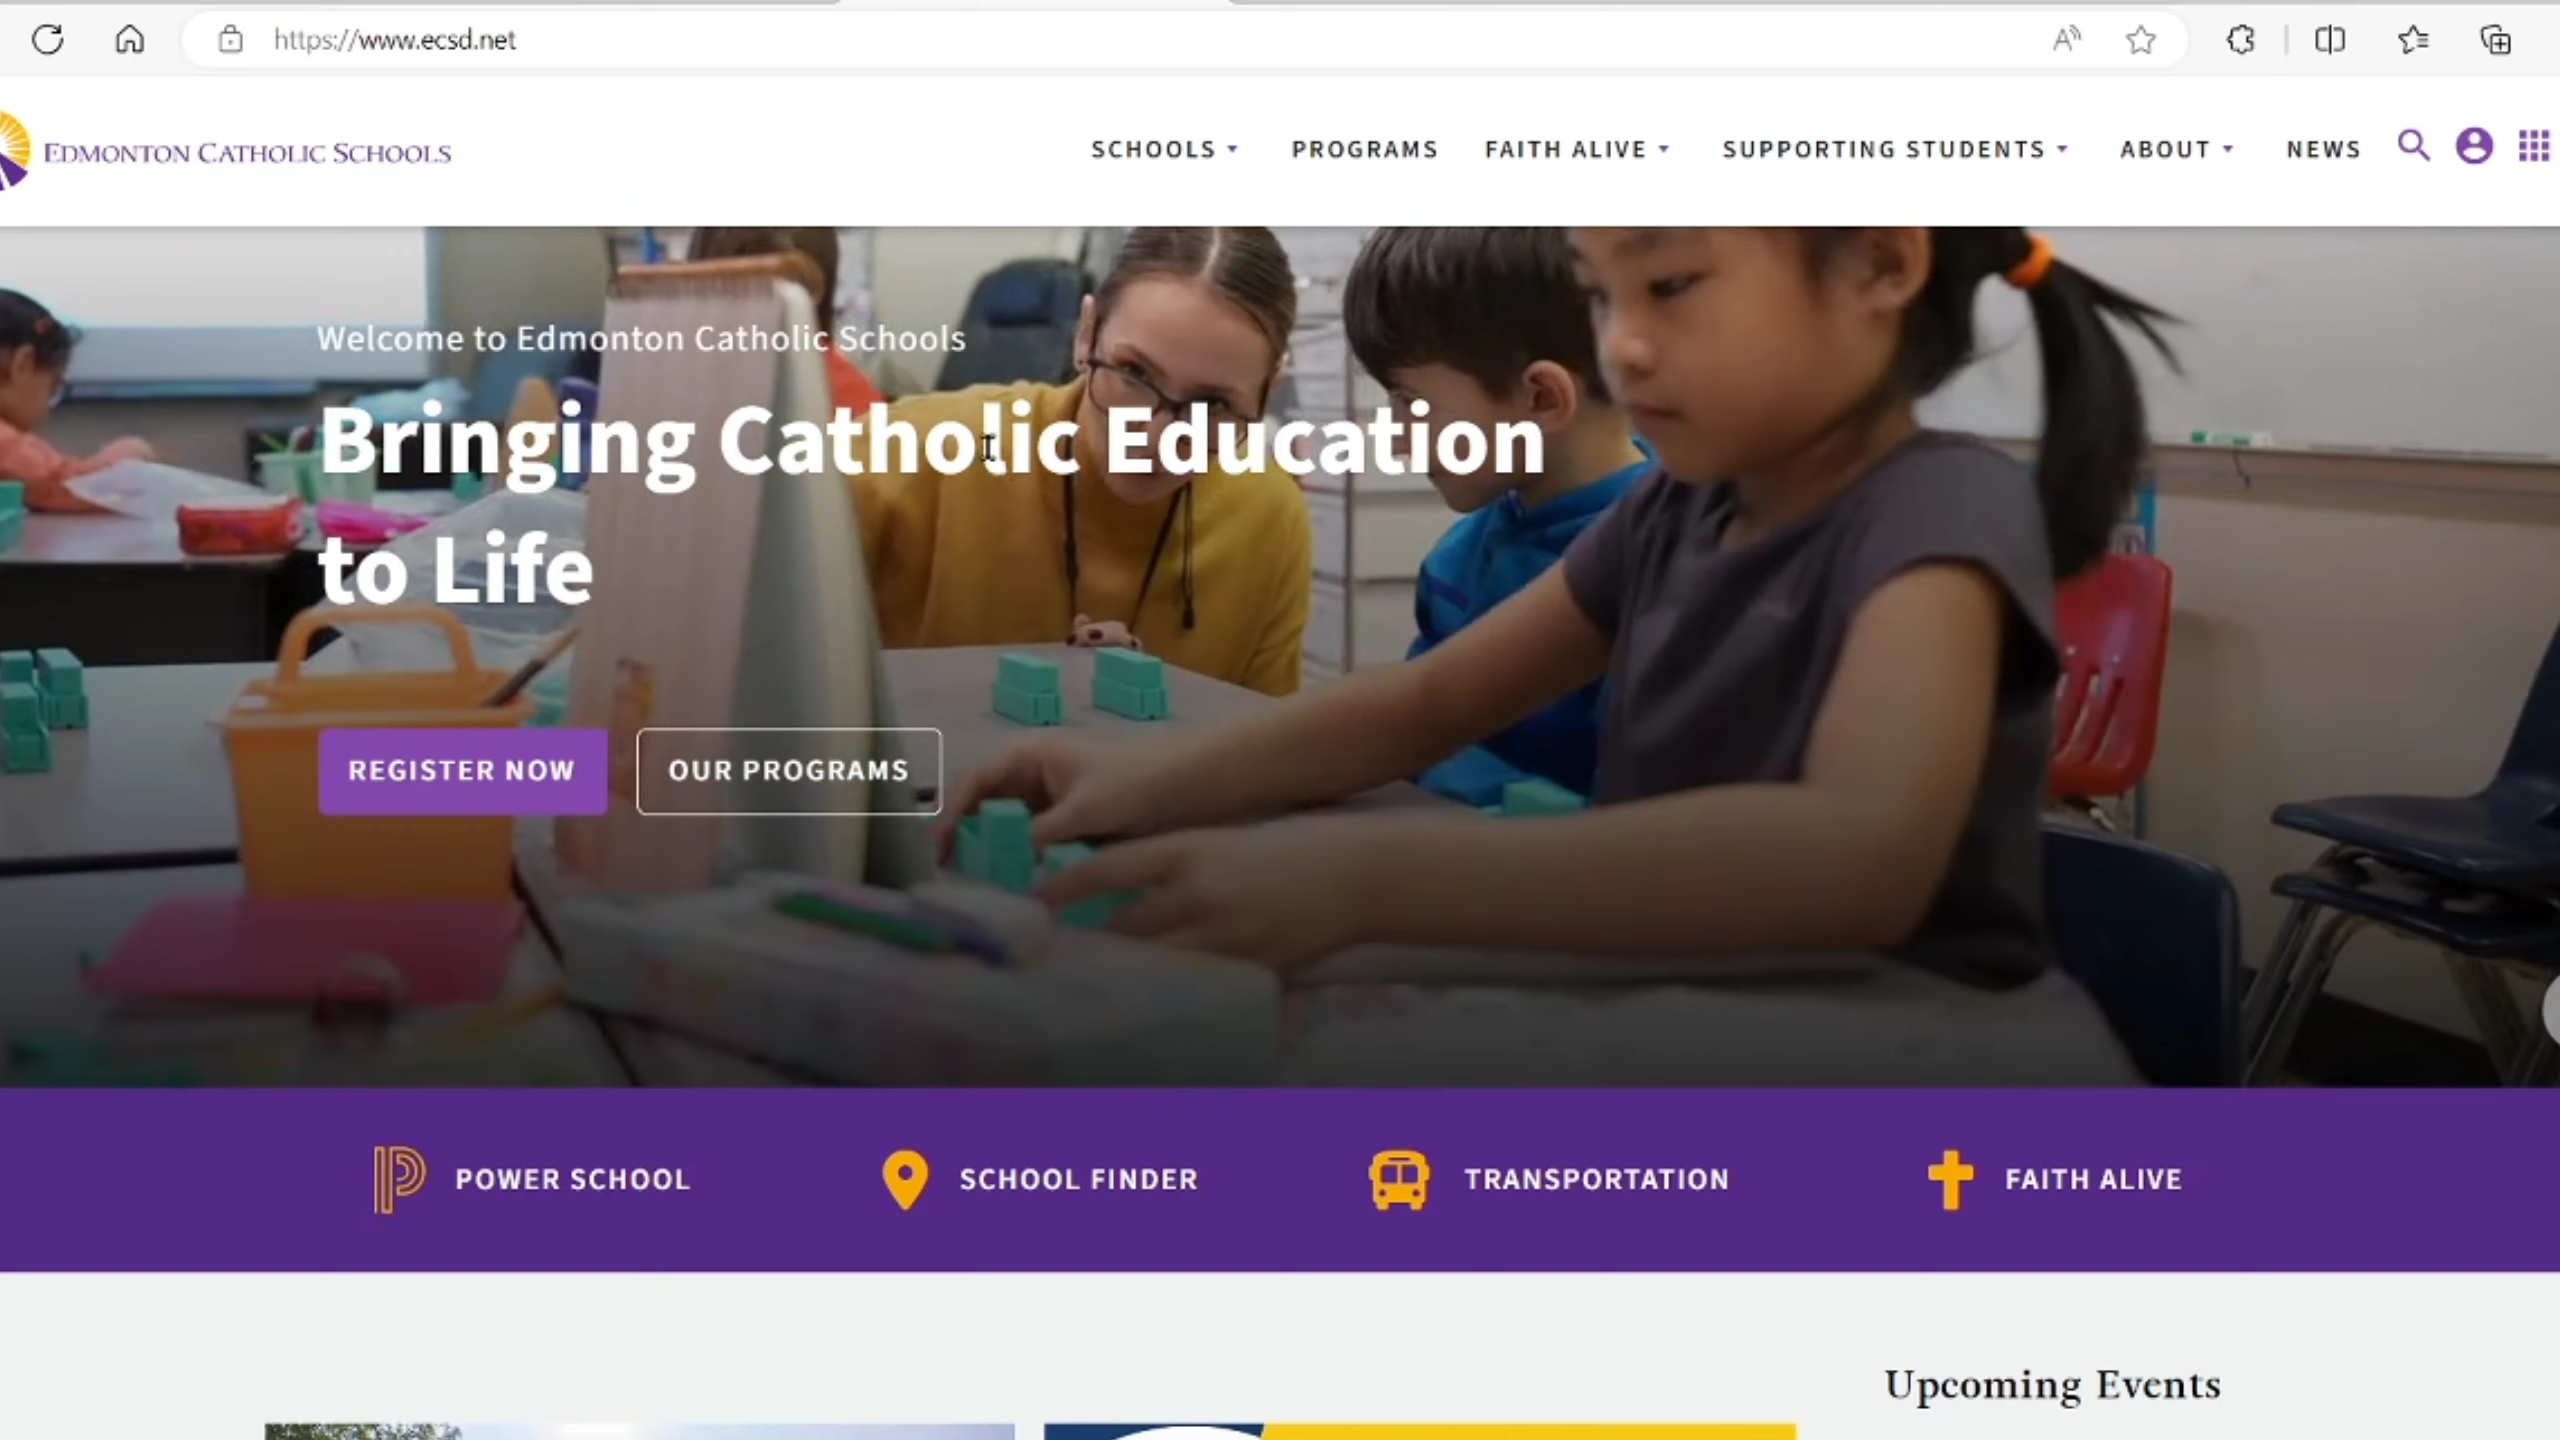 https://www.ecsd.net
EDMONTON CATHOLIC SCHOOLS
SCHOOLS
PROGRAMS
FAITH ALIVE
SUPPORTING STUDENTS
ABOUT
NEWS
Welcome to Edmonton Catholic Schools
Bringing Catholic Education
to Life
REGISTER NOW
OUR PROGRAMS
POWER SCHOOL
SCHOOL FINDER
TRANSPORTATION
FAITH ALIVE
Upcoming Events